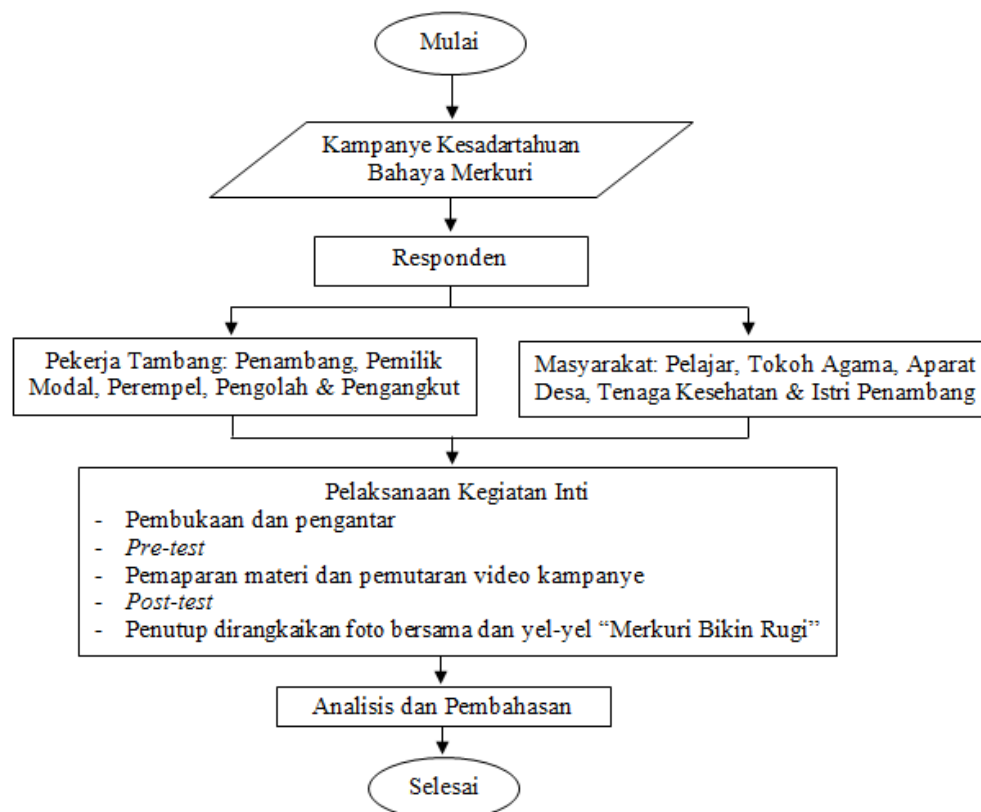 Mulai
Kampanye Kesadartahuan
Bahaya Merkuri
Responden
Pekerja Tambang: Penambang, Pemilik
Modal, Perempel, Pengolah & Pengangkut
Masyarakat: Pelajar, Tokoh Agama, Aparat
Desa, Tenaga Kesehatan & Istri Penambang
Pelaksanaan Kegiatan Inti
- Pembukaan dan pengantar
- Pre-test
- Pemaparan materi dan pemutaran video kampanye
- Post-test
- Penutup dirangkaikan foto bersama dan yel-yel “Merkuri Bikin Rugi”
Analisis dan Pembahasan
Selesai